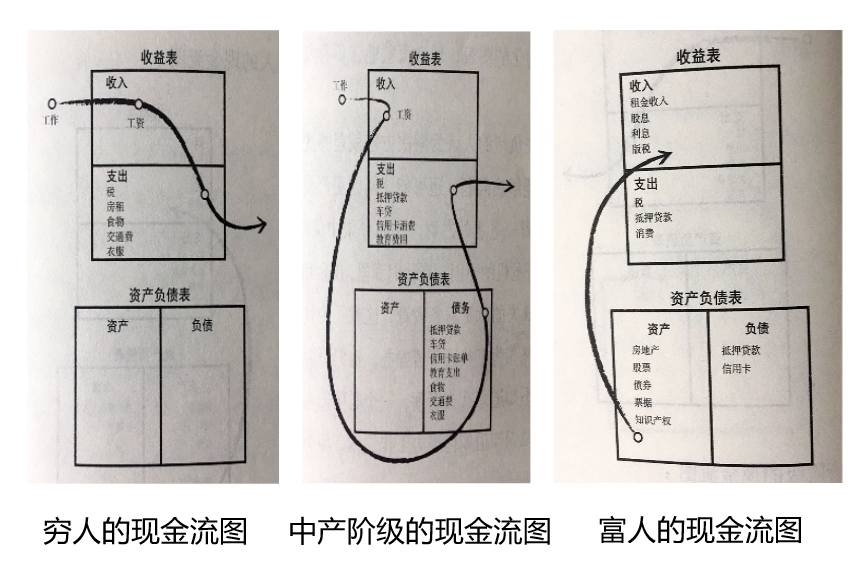 收益表
收入
工作
工资
支出
税
房租
食物
交通费
衣服
资产负债表
资产
负债
穷人的现金流图
收益表
收入
工作
工资
支出
税
抵押贷款
车贷
信用卡消费
教育费用
资产负债表
资产
债务
抵押贷款
车贷
信用卡账单
教育支出
食物
交通费
衣服
中产阶级的现金流图
收益表
收入
租金收入
股息
利息
版税
支出
税
抵押贷款
消费
资产负债表
资产
负债
房地产
股票
债券
票据
知识产权
抵押贷款
信用卡
富人的现金流图